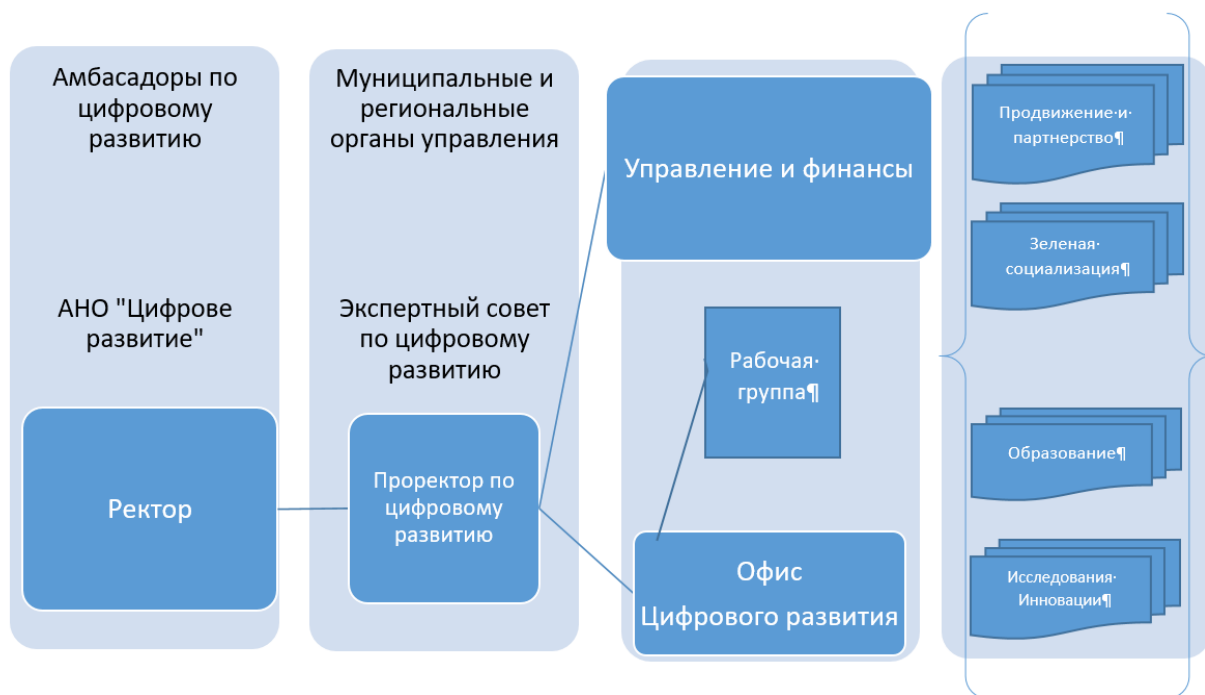 Амбасадоры по
цифровому
развитию
АНО "Цифрове
развитие"
Ректор
Муниципальные и
региональные
органы управления
Экспертный совет
по цифровому
развитию
Проректор по
цифровому
развитию
Управление и финансы
Рабочая·
группа¶
Офис
Цифрового развития
Продвижение·и·
партнерство¶
Зеленая·
социализация¶
Образование¶
Исследования·
Инновации¶